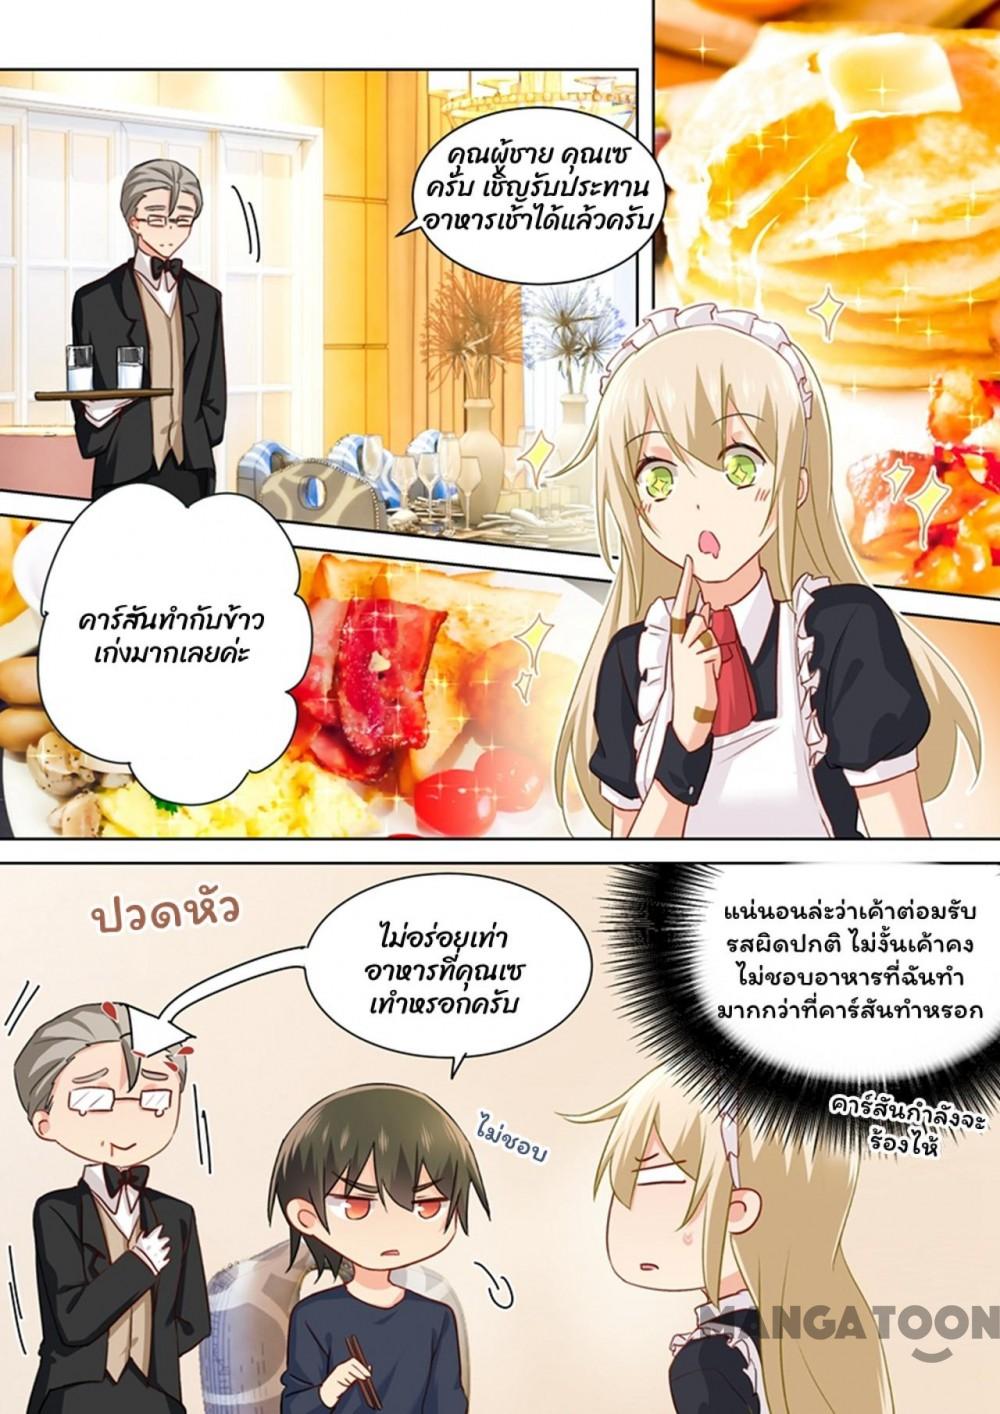 คุณผู้ชาย คุณเซ
ครับ เชิญรับประทาน
อาหารเช้าได้แล้วครับ
คาร์สันทำกับข้าว
เก่งมากเลยค่ะ
ปวดหัว
ไม่อร่อยเท่า
อาหารที่คุณเซ
เทำหรอกครับ
แน่นอนล่ะว่าเค้าต่อมรับ
รสผิดปกติ ไม่งั้นเค้าคง
ไม่ชอบอาหารที่ฉันทำ
มากกว่าที่คาร์สันทำหรอก
คาร์สันกำลังจะ
ร้องไห้
ไม่ชอบ
MANGATOON